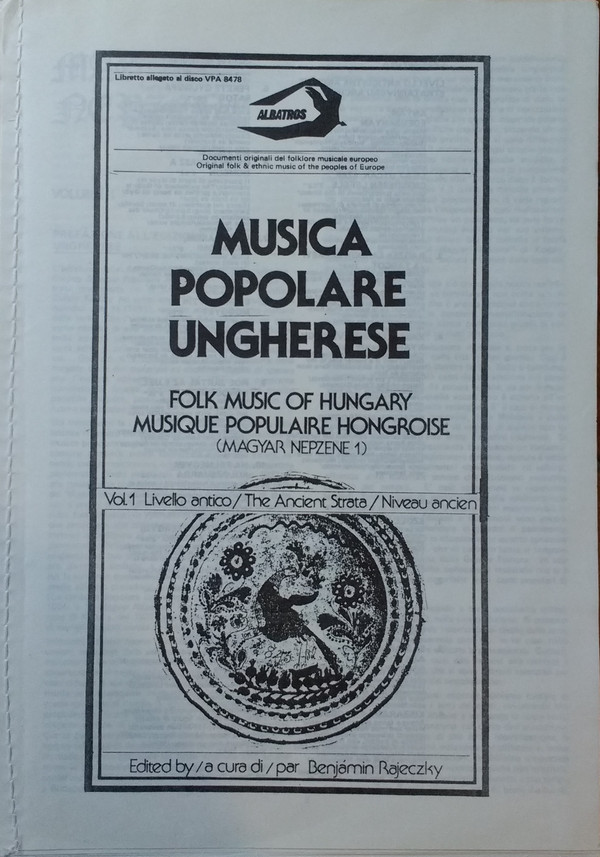 Libretto allegato al disco VPA 8478
ALBATROS
Documenti originali del folklore musicale europeo
Original folk & ethnic music of the peoples of Europe
MUSICA
POPOLARE
UNGHERESE
FOLK MUSIC OF HUNGARY
MUSIQUE POPULAIRE HONGROISE
(MAGYAR NEPZENE 1)
Vol.1 Livello antico/The Ancient Strata/Niveau ancien
Edited by/a cura di/par Benjámin Rajeczky